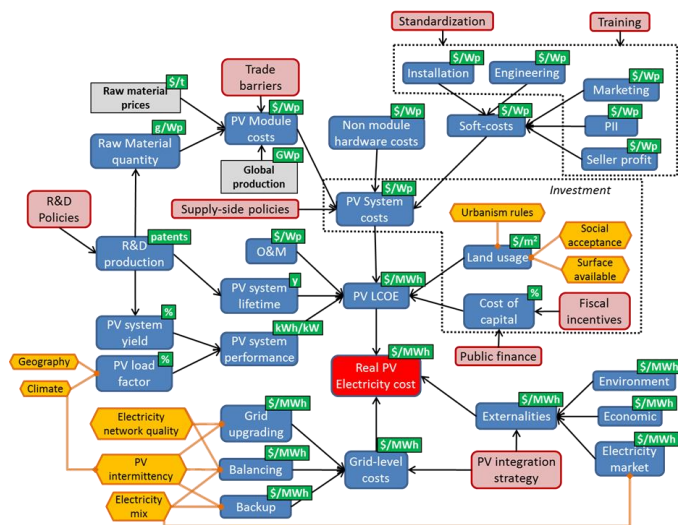 Standardization
Training
$/Wp
Installation
$/Wp
Engineering
$/Wp
Marketing
$/t
Raw material
prices
Trade
barriers
$/Wp
PV Module
costs
g/Wp
Raw Material
quantity
GWp
Global
production
Non module
hardware costs
$/Wp
Soft-costs
$/Wp
PII
$/Wp
Seller profit
Investment
R&D
Policies
Supply-side policies
$/Wp
PV System
costs
Urbanism rules
Social
acceptance
Surface
available
$/m²
Land usage
patents
R&D
production
$/Wp
O&M
y
PV system
lifetime
$/MWh
PV LCOE
%
Cost of
capital
Fiscal
incentives
%
PV system
yield
kWh/kW
PV system
performance
%
PV load
factor
Public finance
Geography
Climate
$/MWh
Real PV
Electricity cost
$/MWh
Environment
$/MWh
Externalities
$/MWh
Economic
$/MWh
Electricity
market
Electricity
network quality
$/MWh
Grid
upgrading
PV
intermittency
$/MWh
Balancing
$/MWh
Grid-level
costs
PV integration
strategy
Electricity
mix
$/MWh
Backup